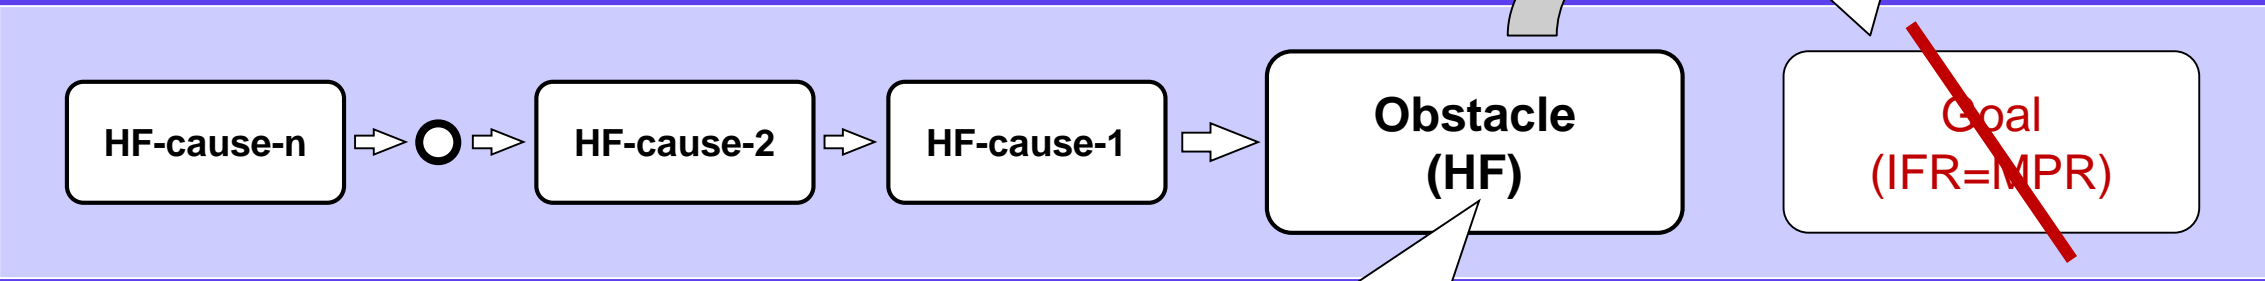 HF-cause-n
HF-cause-2
HF-cause-1
Obstacle
(HF)
Goal
(IFR=MPR)